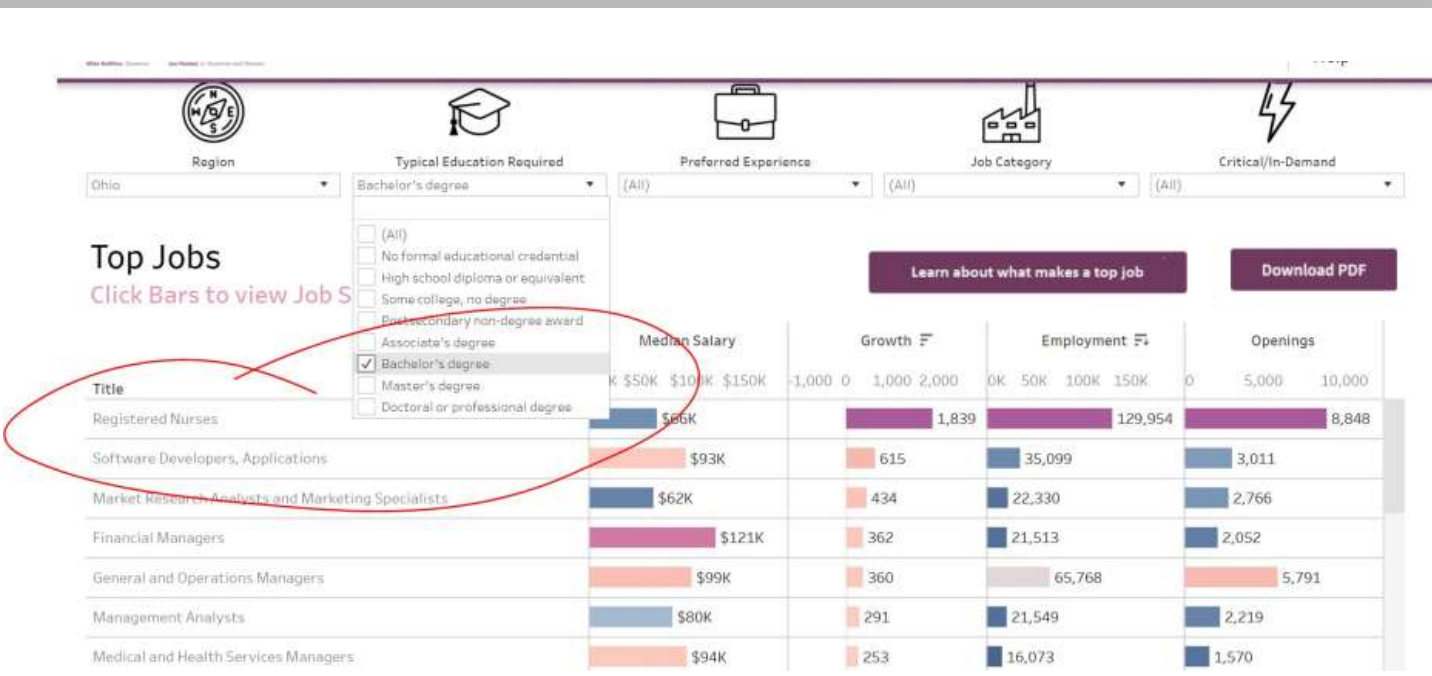 Region Typical Education Required Preferred Experience Job Category Critical/In-Demand
Ohio Bachelor's degree (All) (All) (All)
(All)
No formal educational credential
High school diploma or equivalent
Some college, no degree
Postsecondary non-degree award
Associate's degree
Bachelor's degree
Master's degree
Doctoral or professional degree
Top Jobs
Click Bars to view Job S
Learn about what makes a top job Download PDF
Title Median Salary Growth Employment Openings
K $50K $100K $150K -1,000 0 1,000 2,000 0K 50K 100K 150K 0 5,000 10,000
Registered Nurses $66K 1,839 129,954 8,848
Software Developers, Applications $93K 615 35,099 3,011
Market Research Analysts and Marketing Specialists $62K 434 22,330 2,766
Financial Managers $121K 362 21,513 2,052
General and Operations Managers $99K 360 65,768 5,791
Management Analysts $80K 291 21,549 2,219
Medical and Health Services Managers $94K 253 16,073 1,570